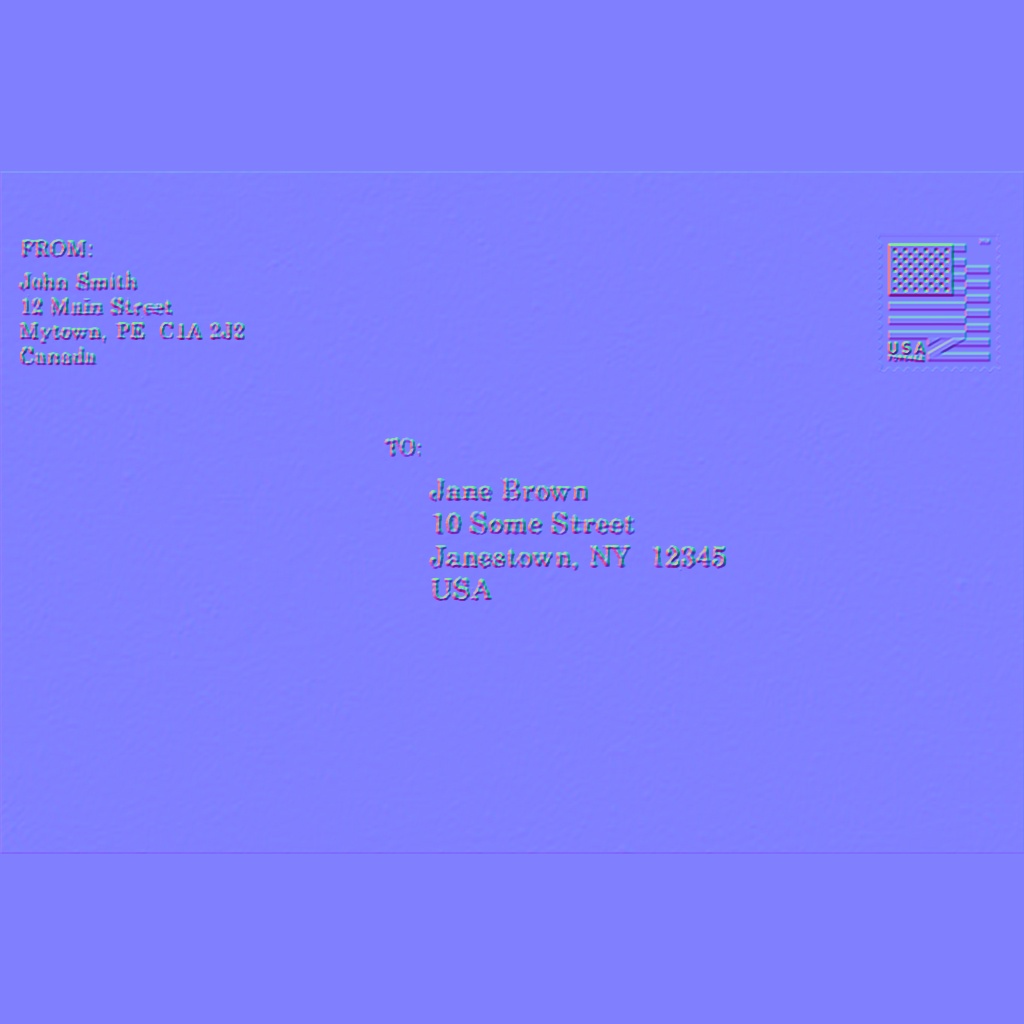 FROM:
John Smith
12 Main Street
Mytown, PE C1A 2J2
Canada
USA
TO:
Jane Brown
10 Some Street
Janestown, NY 12345
USA